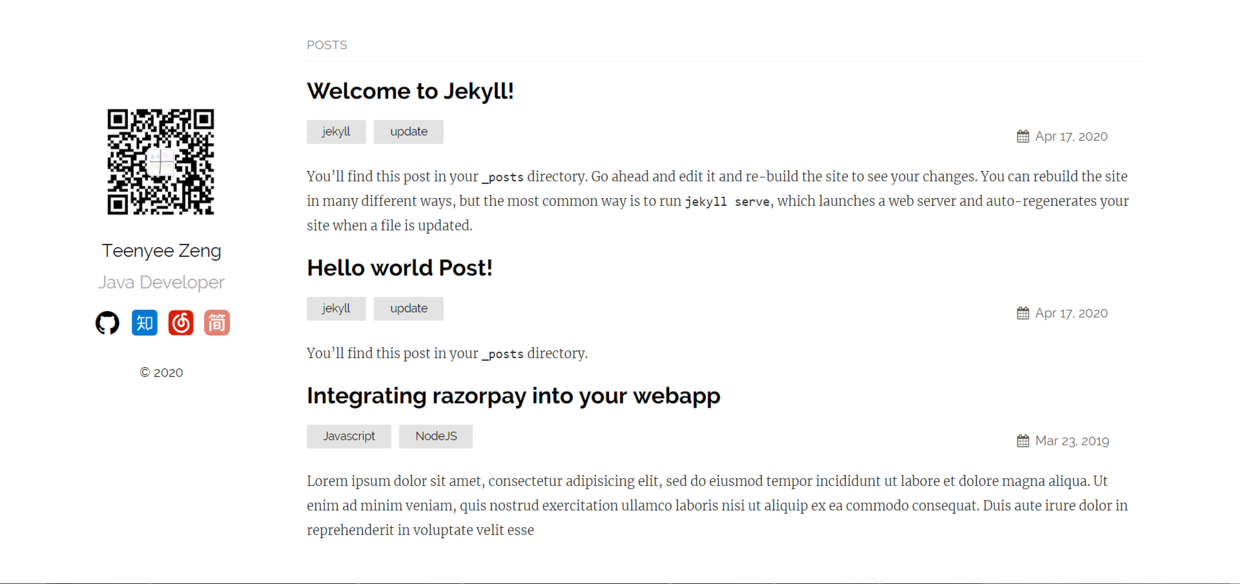 POSTS
Welcome to Jekyll!
jekyll update
Apr 17, 2020
You’ll find this post in your _posts directory. Go ahead and edit it and re-build the site to see your changes. You can rebuild the site
in many different ways, but the most common way is to run jekyll serve, which launches a web server and auto-regenerates your
site when a file is updated.
Hello world Post!
jekyll update
Apr 17, 2020
You’ll find this post in your _posts directory.
Integrating razorpay into your webapp
Javascript NodeJS
Mar 23, 2019
Lorem ipsum dolor sit amet, consectetur adipisicing elit, sed do eiusmod tempor incididunt ut labore et dolore magna aliqua. Ut
enim ad minim veniam, quis nostrud exercitation ullamco laboris nisi ut aliquip ex ea commodo consequat. Duis aute irure dolor in
reprehenderit in voluptate velit esse
Teenyee Zeng
Java Developer
知 简
© 2020